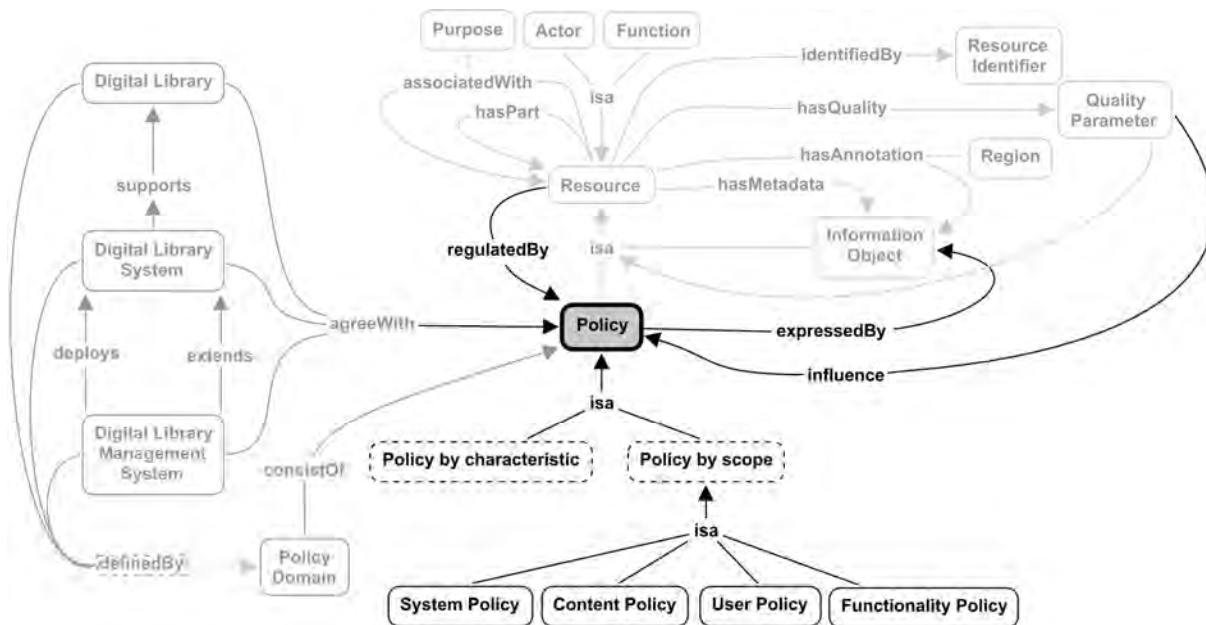 Purpose
Actor
Function
identifiedBy
Resource
Identifier
Digital Library
associatedWith
isa
hasPart
hasQuality
Quality
Parameter
hasAnnotation
Region
supports
Resource
hasMetadata
Digital Library
System
regulatedBy
isa
Information
Object
agreeWith
Policy
expressedBy
deploys
extends
influence
isa
Digital Library
Management
System
Policy by characteristic
Policy by scope
consistOf
isa
definedBy
Policy
Domain
System Policy
Content Policy
User Policy
Functionality Policy